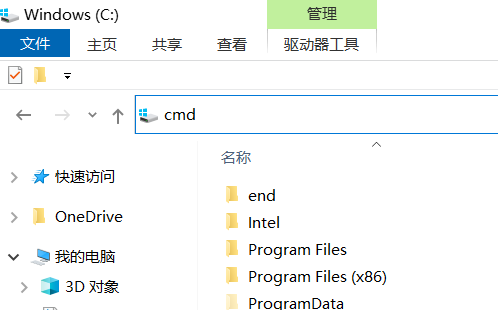 Windows (C:)
管理
文件 主页 共享 查看 驱动器工具
cmd
名称
快速访问
end
OneDrive
Intel
我的电脑
Program Files
3D 对象
Program Files (x86)
ProgramData